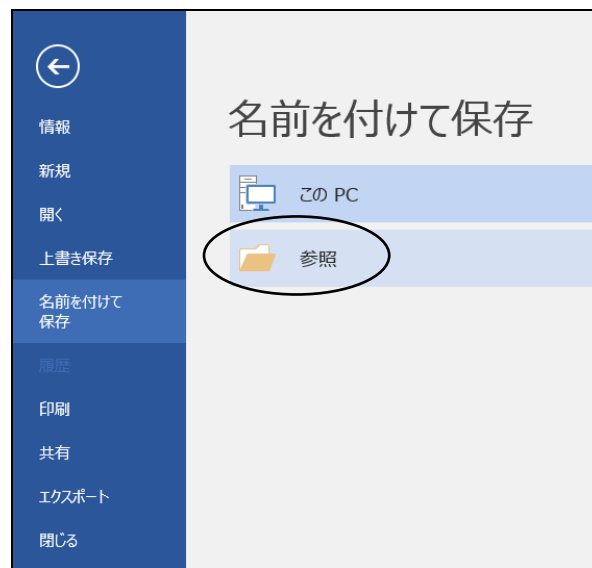 名前を付けて保存
情報
新規
開く
上書き保存
名前を付けて
保存
履歴
印刷
共有
エクスポート
閉じる
この PC
参照